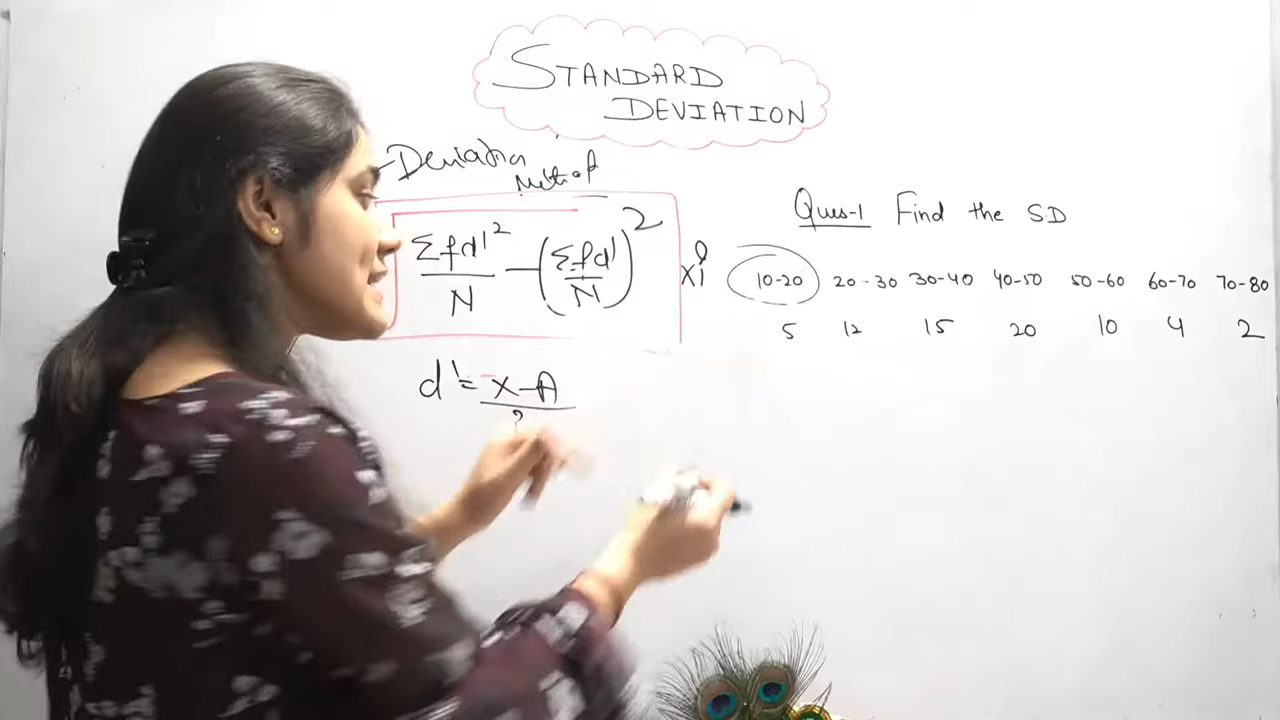 STANDARD
DEVIATION
Deviation
Method
Σfd'² / N - (Σfd' / N)² xi
d' = x-A / i
Ques-1 Find the SD
10-20 20-30 30-40 40-50 50-60 60-70 70-80
5 12 15 20 10 4 2